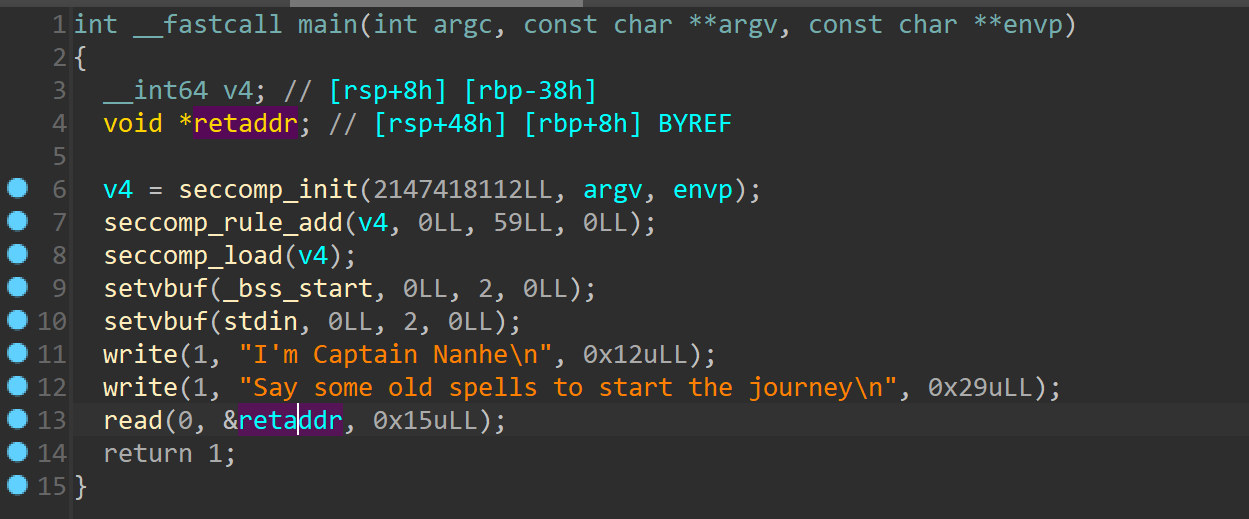 1 int __fastcall main(int argc, const char **argv, const char **envp)
2 {
3   __int64 v4; // [rsp+8h] [rbp-38h]
4   void *retaddr; // [rsp+48h] [rbp+8h] BYREF
5
6   v4 = seccomp_init(2147418112LL, argv, envp);
7   seccomp_rule_add(v4, 0LL, 59LL, 0LL);
8   seccomp_load(v4);
9   setvbuf(_bss_start, 0LL, 2, 0LL);
10   setvbuf(stdin, 0LL, 2, 0LL);
11   write(1, "I'm Captain Nanhe\n", 0x12uLL);
12   write(1, "Say some old spells to start the journey\n", 0x29uLL);
13   read(0, &retaddr, 0x15uLL);
14   return 1;
15 }